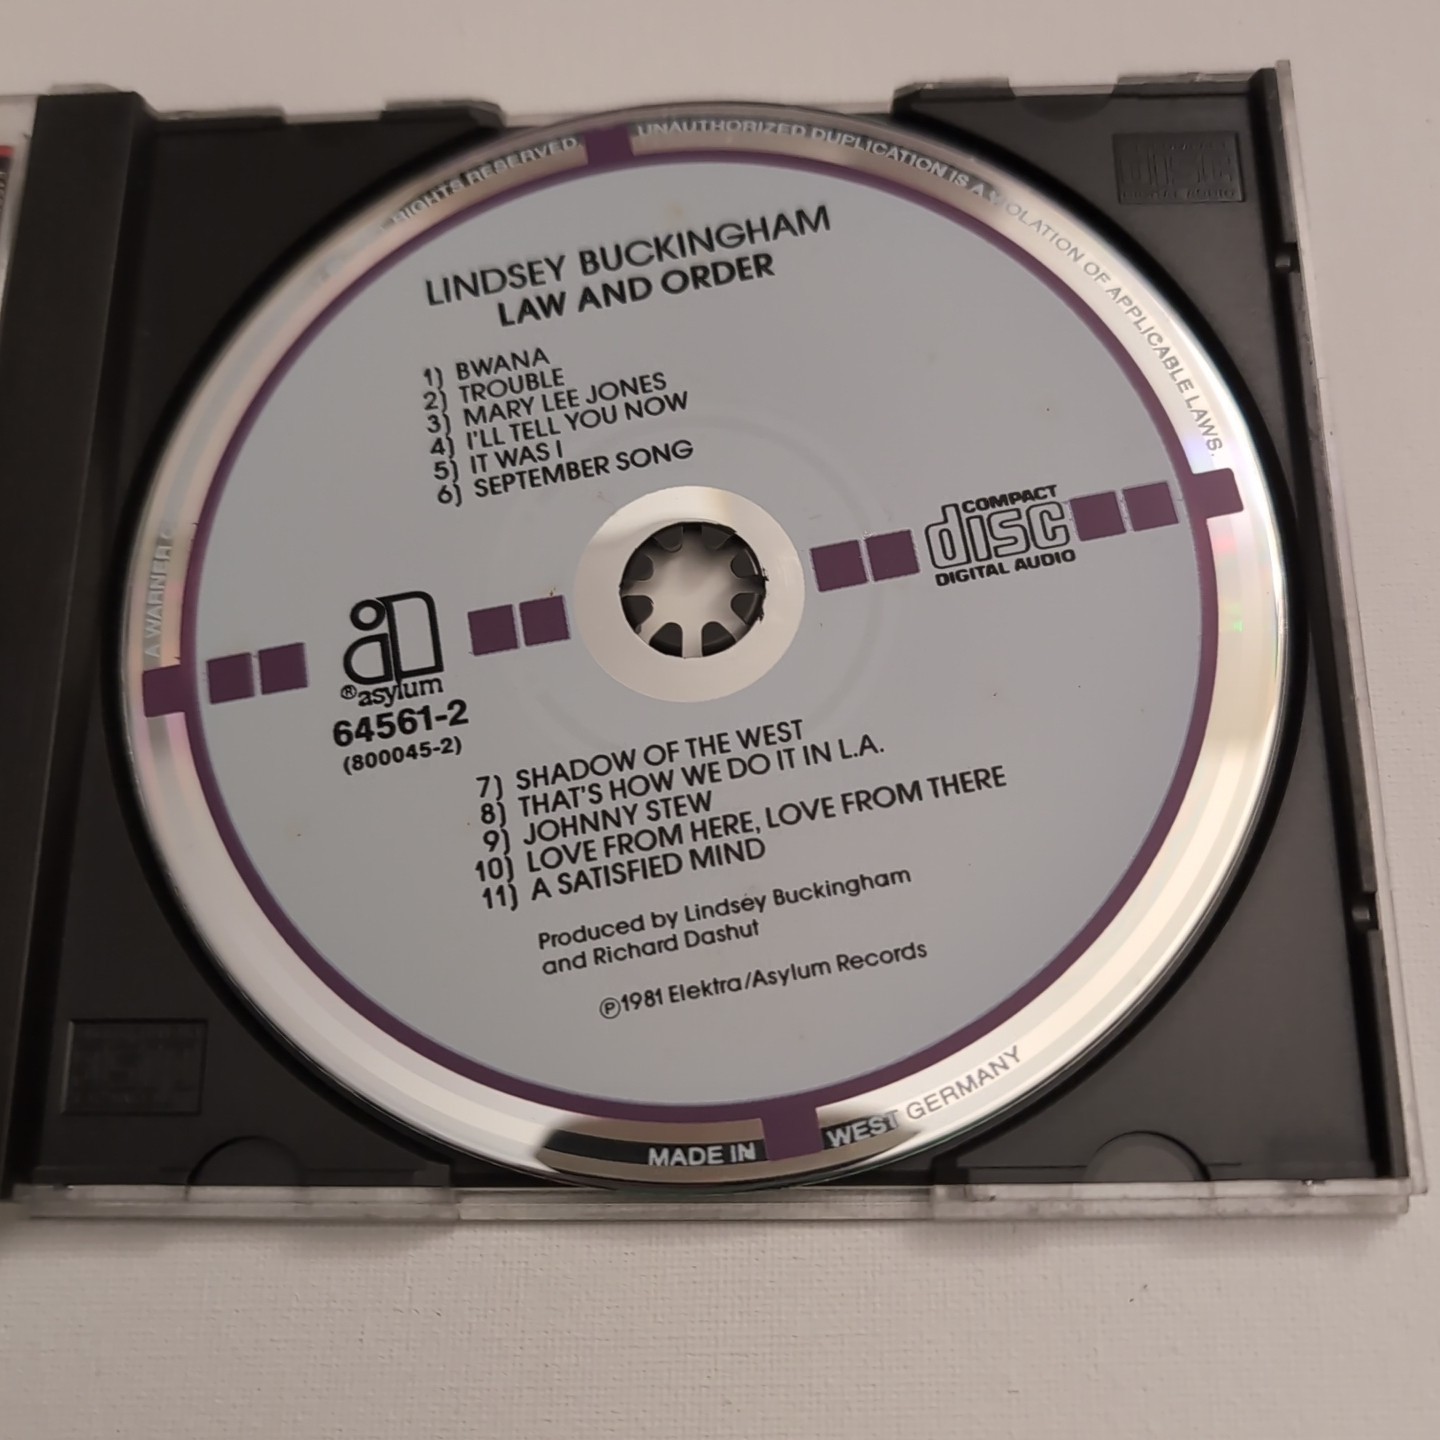 RIGHTS RESERVED.
UNAUTHORIZED DUPLICATION IS A VIOLATION OF APPLICABLE LAWS.
LINDSEY BUCKINGHAM
LAW AND ORDER
1) BWANA
2) TROUBLE
3) MARY LEE JONES
4) I'LL TELL YOU NOW
5) IT WAS I
6) SEPTEMBER SONG
COMPACT
disc
DIGITAL AUDIO
A WARNER
® asylum
64561-2
(800045-2)
7) SHADOW OF THE WEST
8) THAT'S HOW WE DO IT IN L.A.
9) JOHNNY STEW
10) LOVE FROM HERE, LOVE FROM THERE
11) A SATISFIED MIND
Produced by Lindsey Buckingham
and Richard Dashut
℗1981 Elektra/Asylum Records
MADE IN WEST GERMANY
disc
DIGITAL AUDIO